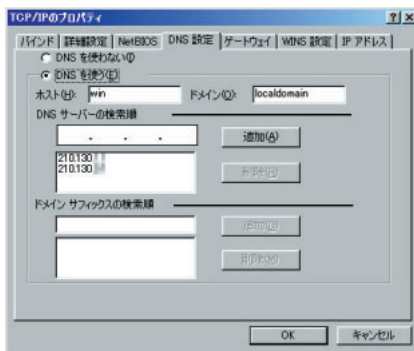 TCP/IPのプロパティ
バインド 詳細設定 NetBIOS DNS 設定 ゲートウェイ WINS 設定 IP アドレス
DNS を使わない(I)
DNS を使う(E)
ホスト(H): win ドメイン(O): localdomain
DNS サーバーの検索順
. . . 追加(A)
210.130
210.130 削除(R)
ドメイン サフィックスの検索順
追加(D)
削除(M)
OK キャンセル